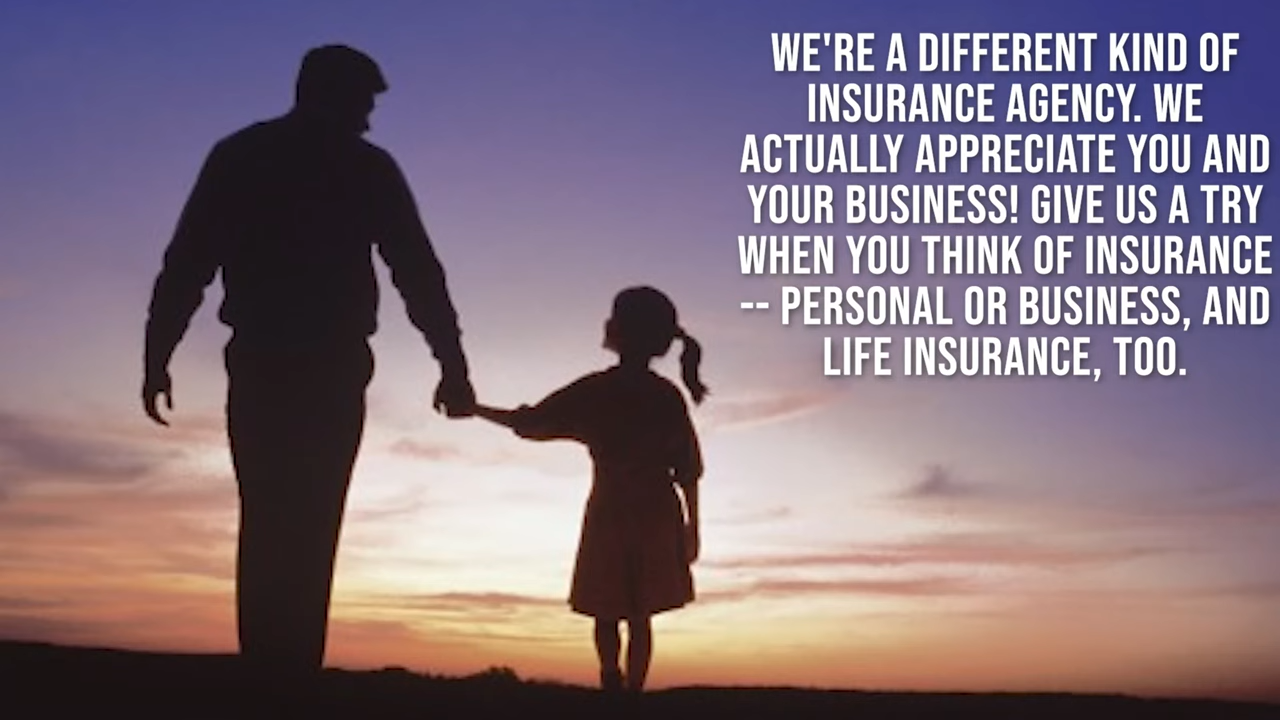 WE'RE A DIFFERENT KIND OF
INSURANCE AGENCY. WE
ACTUALLY APPRECIATE YOU AND
YOUR BUSINESS! GIVE US A TRY
WHEN YOU THINK OF INSURANCE
-- PERSONAL OR BUSINESS, AND
LIFE INSURANCE, TOO.